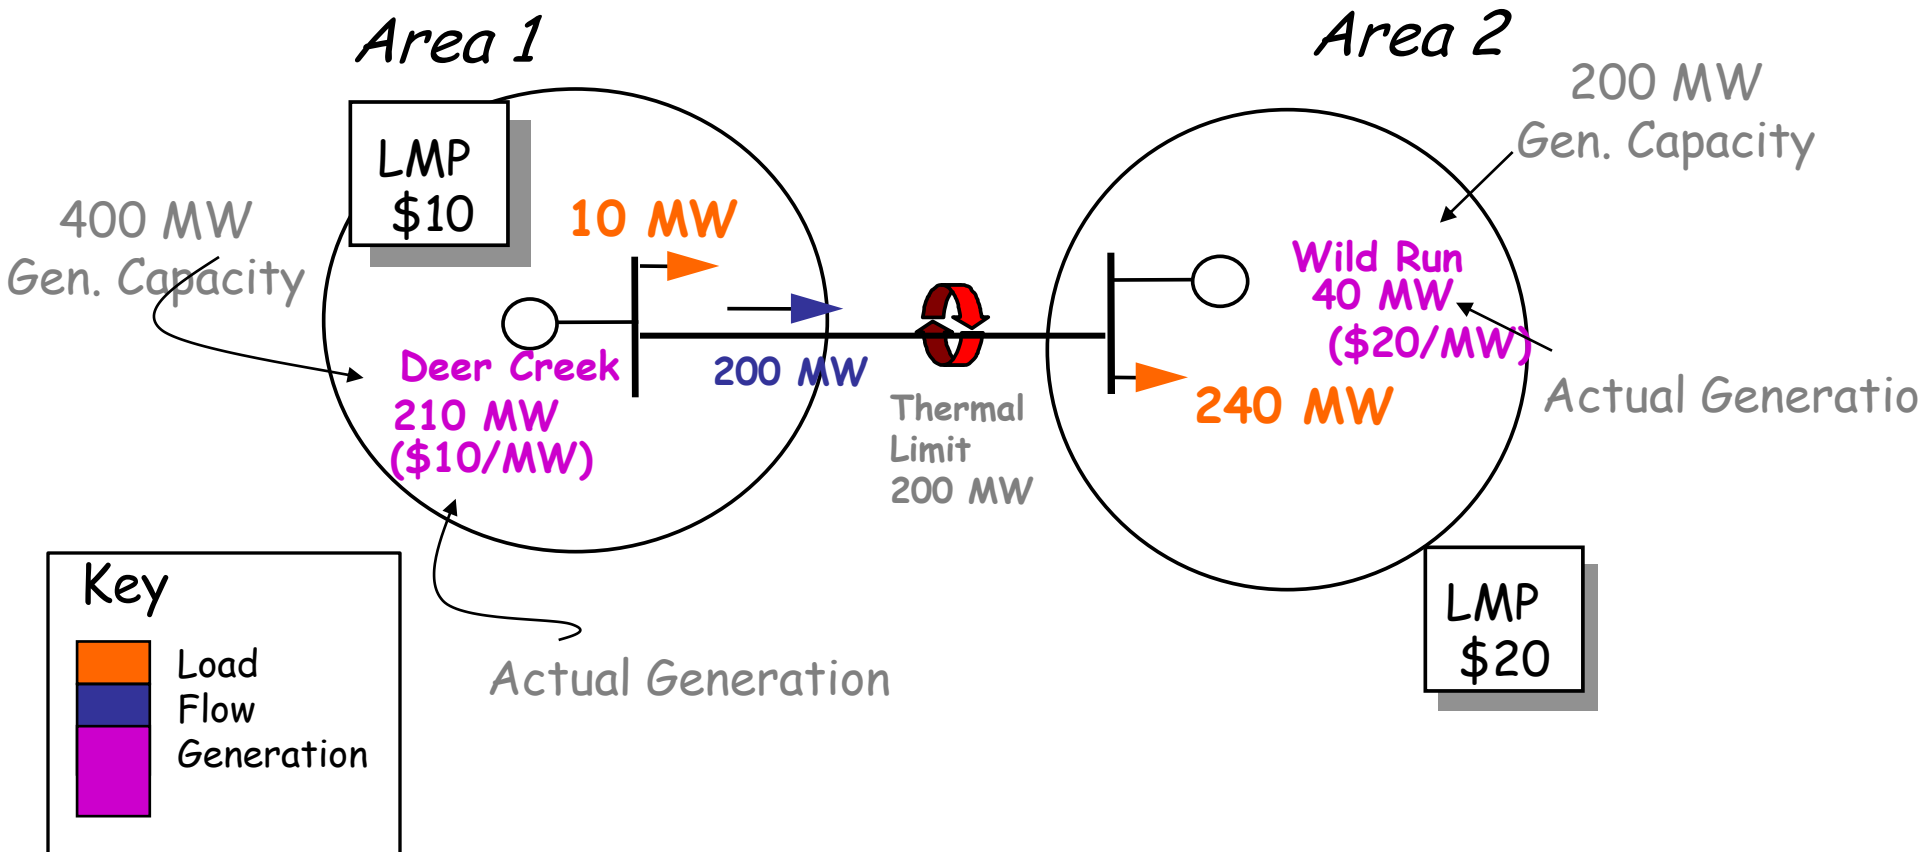 Area 1
Area 2
200 MW
Gen. Capacity
LMP
$10
400 MW
Gen. Capacity
10 MW
Wild Run
40 MW
($20/MW)
Deer Creek
210 MW
($10/MW)
200 MW
Thermal
Limit
200 MW
240 MW
Actual Generatio
Key
Load
Flow
Generation
Actual Generation
LMP
$20